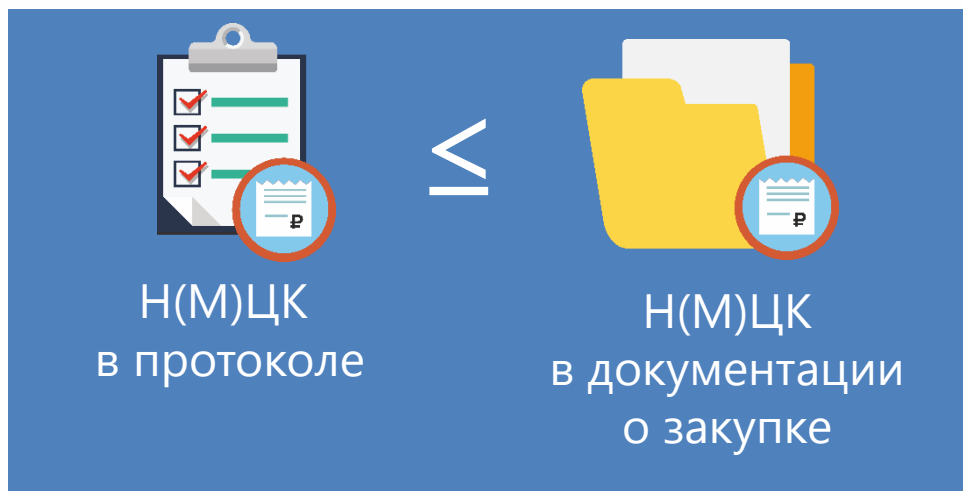 ≤
Н(М)ЦК
в протоколе
Н(М)ЦК
в документации
о закупке
₽
₽